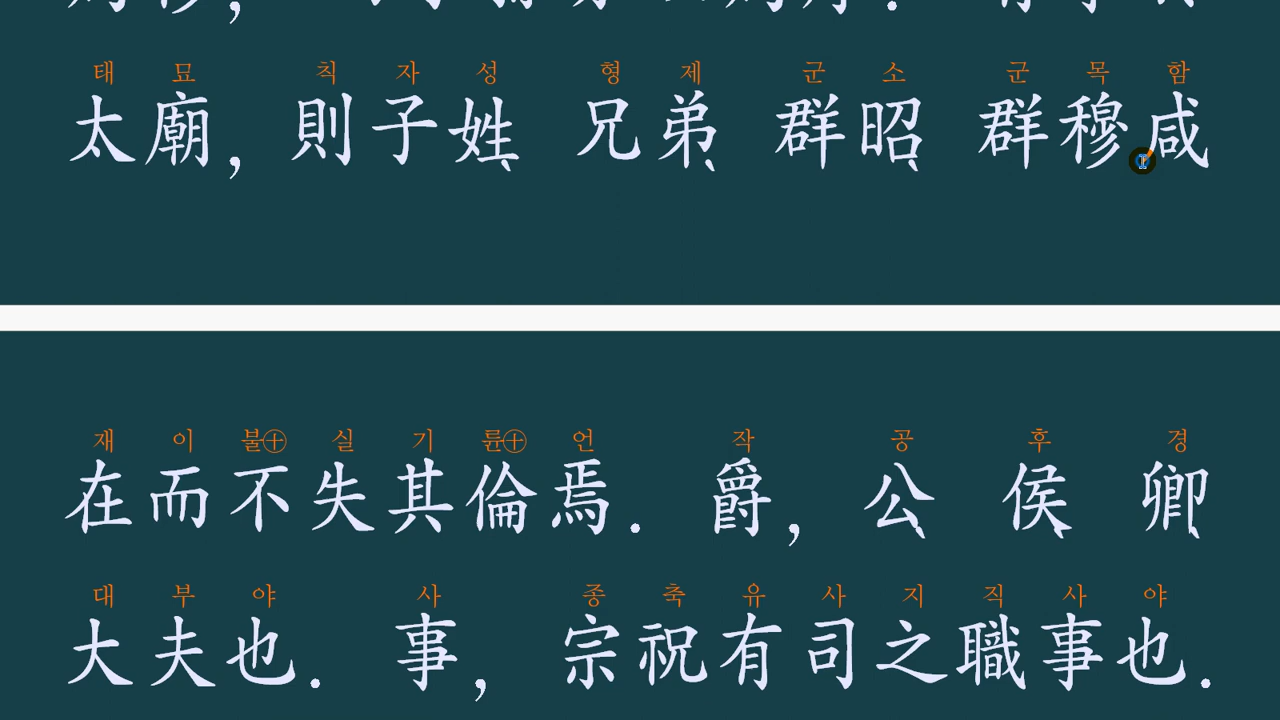 태묘 칙자성 형제 군소 군목함
太廟, 則子姓、兄弟、群昭、群穆咸
재이불㊉실기륜㊉언 작 공 후 경
在而不失其倫焉. 爵, 公、侯、卿、
대부야 사 종축유사지직사야
大夫也. 事, 宗祝有司之職事也.